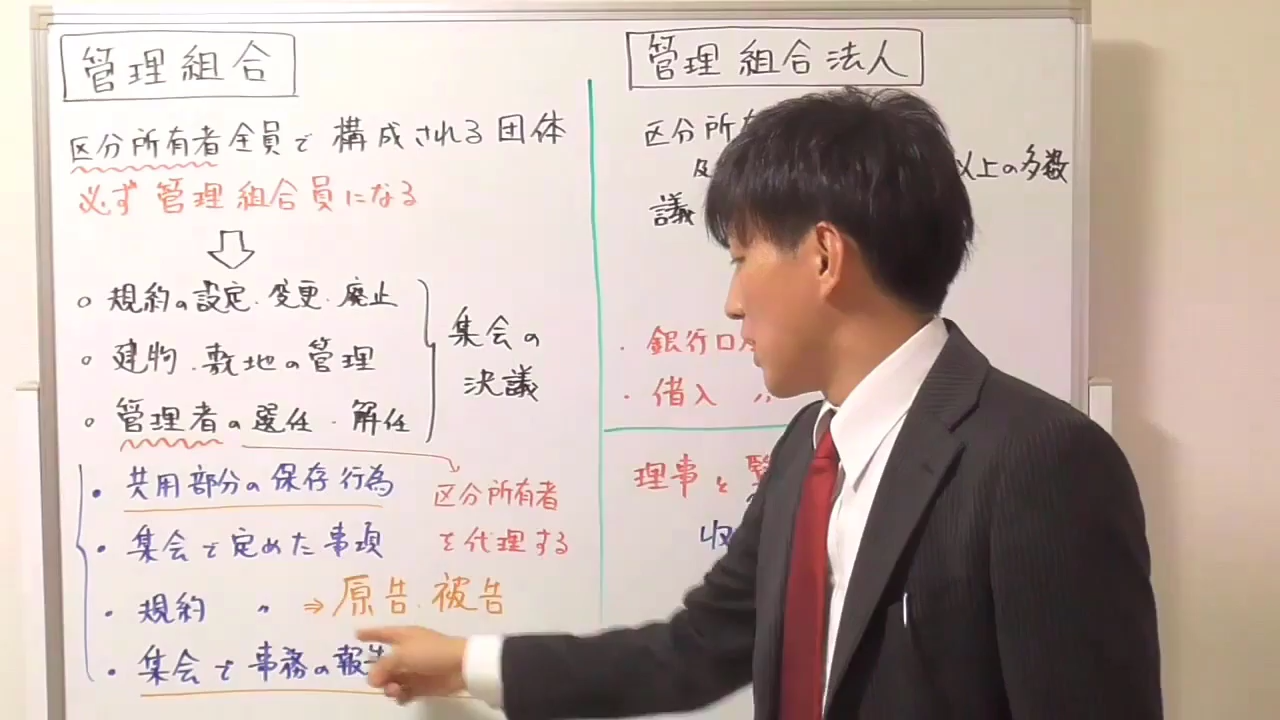 管理組合
区分所有者全員で構成される団体
必ず管理組合員になる
規約の設定・変更・廃止
建物・敷地の管理
管理者の選任・解任
集会の
決議
区分所有者
を代理する
・共用部分の保存行為
・集会で定めた事項
・規約 〃 ⇒原告・被告
・集会で事務の報告
管理組合法人
区分所
及 以上の多数
議
・銀行口
・借入 〃
理事と監
収